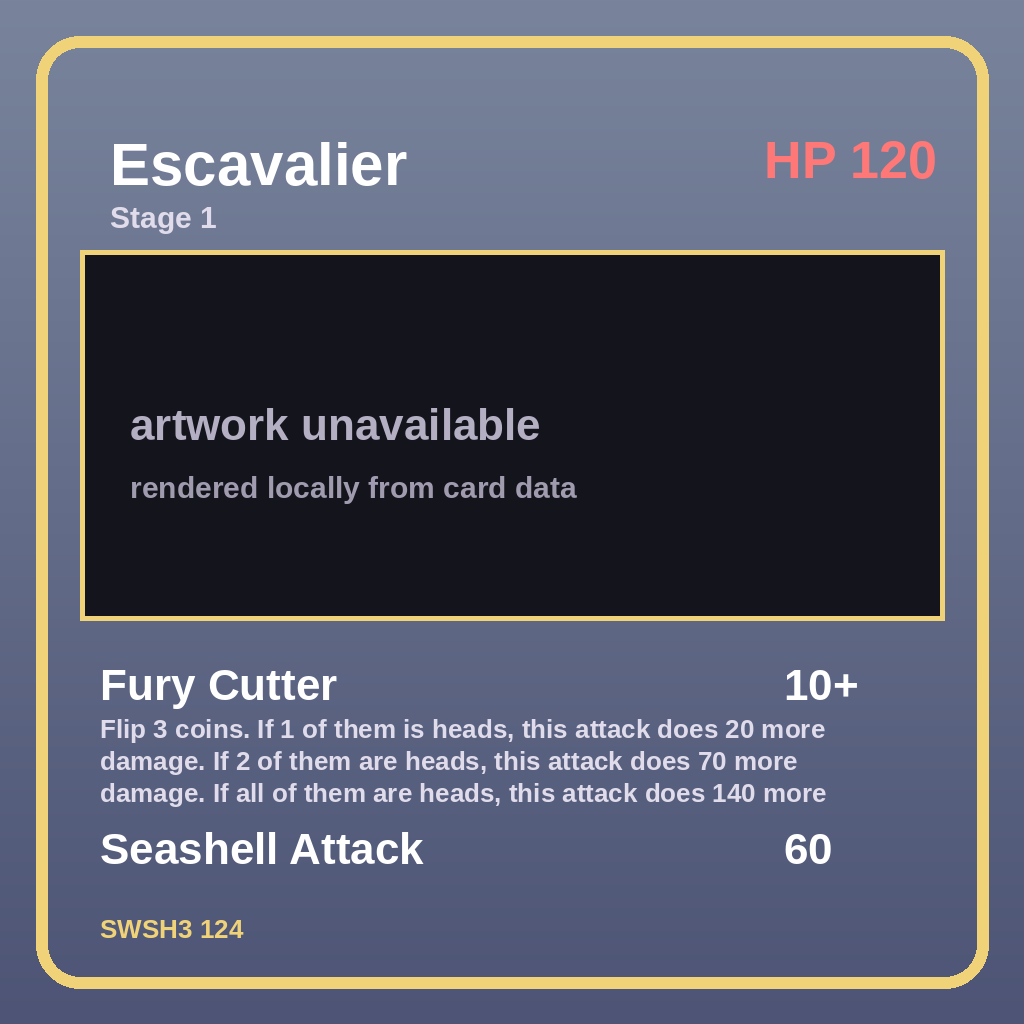 Escavalier
HP 120
Stage 1
artwork unavailable
rendered locally from card data
Fury Cutter
10+
Flip 3 coins. If 1 of them is heads, this attack does 20 more
damage. If 2 of them are heads, this attack does 70 more
damage. If all of them are heads, this attack does 140 more
Seashell Attack
60
SWSH3 124